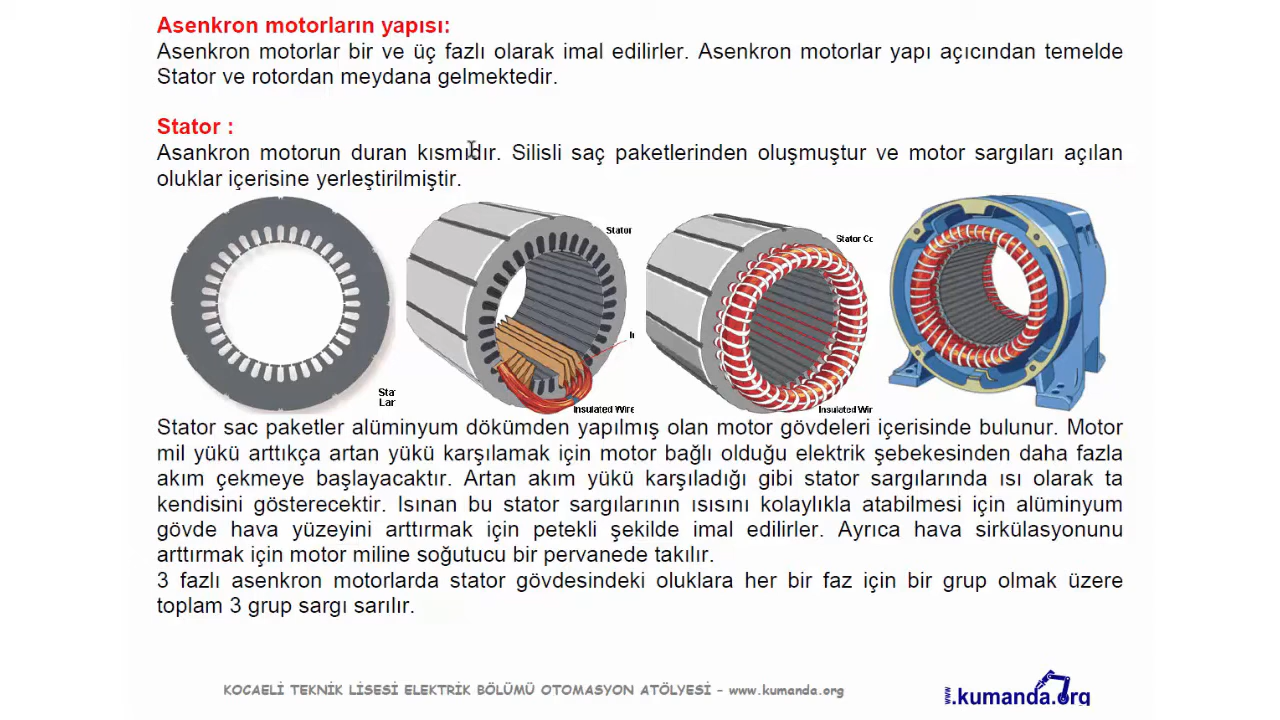 Asenkron motorların yapısı:
Asenkron motorlar bir ve üç fazlı olarak imal edilirler. Asenkron motorlar yapı açıcından temelde
Stator ve rotordan meydana gelmektedir.
Stator :
Asankron motorun duran kısmıdır. Silisli saç paketlerinden oluşmuştur ve motor sargıları açılan
oluklar içerisine yerleştirilmiştir.
Stator
Stator Cc
In
Sta
Lar
Insulated Wire
Insulated Wir
Stator sac paketler alüminyum dökümden yapılmış olan motor gövdeleri içerisinde bulunur. Motor
mil yükü arttıkça artan yükü karşılamak için motor bağlı olduğu elektrik şebekesinden daha fazla
akım çekmeye başlayacaktır. Artan akım yükü karşıladığı gibi stator sargılarında ısı olarak ta
kendisini gösterecektir. Isınan bu stator sargılarının ısısını kolaylıkla atabilmesi için alüminyum
gövde hava yüzeyini arttırmak için petekli şekilde imal edilirler. Ayrıca hava sirkülasyonunu
arttırmak için motor miline soğutucu bir pervanede takılır.
3 fazlı asenkron motorlarda stator gövdesindeki oluklara her bir faz için bir grup olmak üzere
toplam 3 grup sargı sarılır.
KOCAELİ TEKNİK LİSESİ ELEKTRİK BÖLÜMÜ OTOMASYON ATÖLYESİ – www.kumanda.org
www.kumanda.org